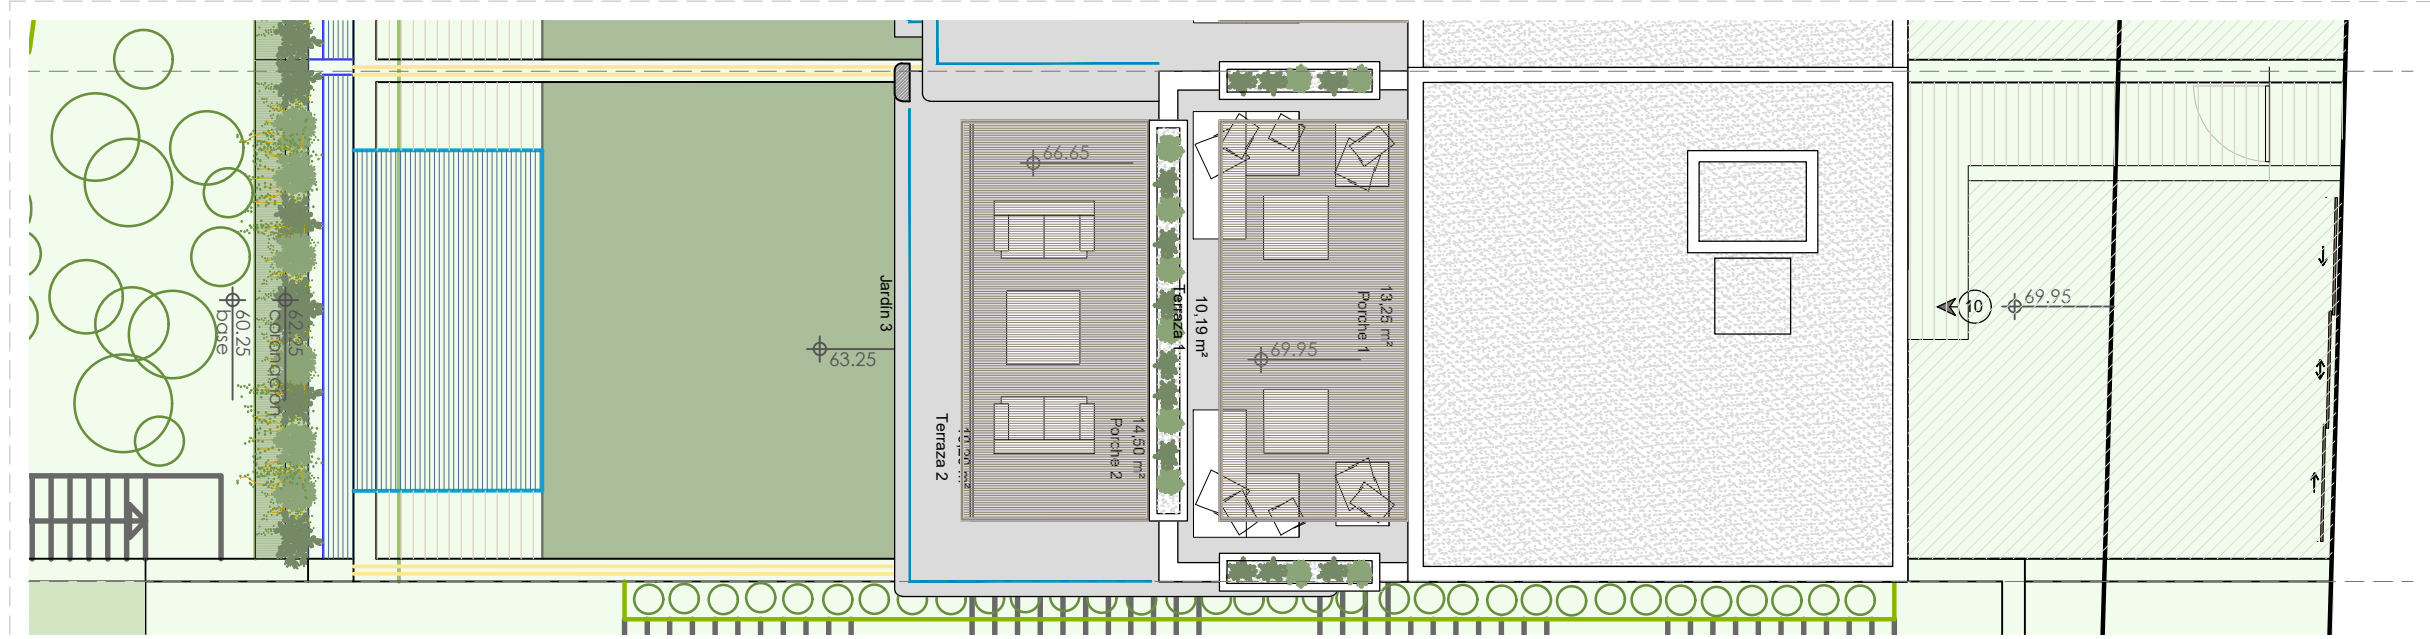 60.25
base
62.25
coronación
Jardín 3
63.25
66.65
Terraza 2
14,50 m²
Porche 2
Terraza 1
10,19 m²
13,25 m²
Porche 1
69.95
10
69.95